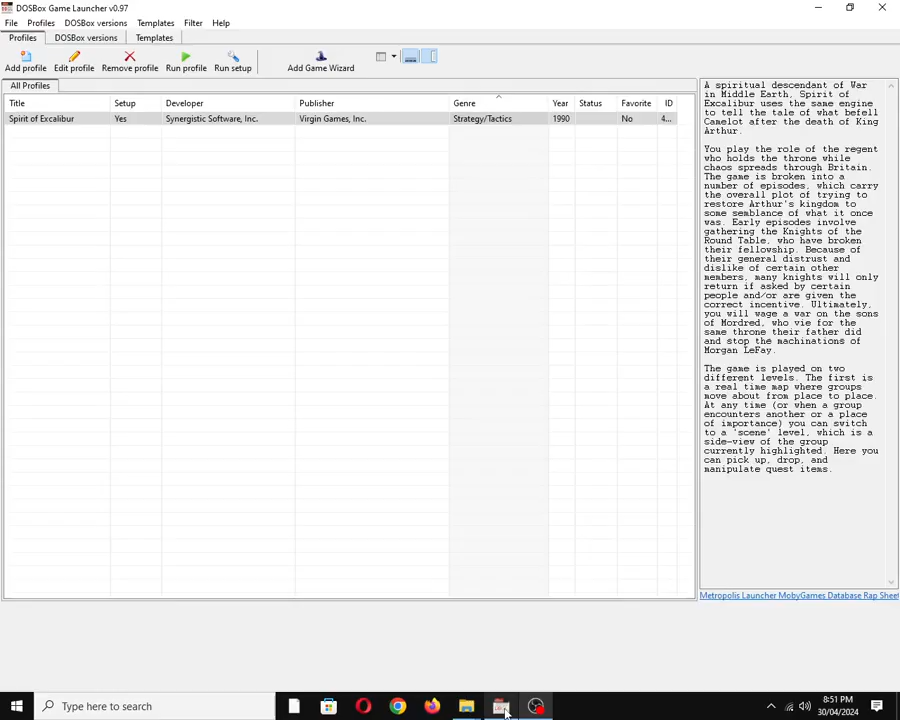 DOSBox Game Launcher v0.97
File Profiles DOSBox versions Templates Filter Help
Profiles DOSBox versions Templates
Add profile Edit profile Remove profile Run profile Run setup Add Game Wizard
All Profiles
Title Setup Developer Publisher Genre Year Status Favorite ID
Spirit of Excalibur Yes Synergistic Software, Inc. Virgin Games, Inc. Strategy/Tactics 1990 No 4...
A spiritual descendant of War
in Middle Earth, Spirit of
Excalibur uses the same engine
to tell the tale of what befell
Camelot after the death of King
Arthur.
You play the role of the regent
who holds the throne while
chaos spreads through Britain.
The game is broken into a
number of episodes, which carry
the overall plot of trying to
restore Arthur's kingdom to
some semblance of what it once
was. Early episodes involve
gathering the Knights of the
Round Table, who have broken
their fellowship. Because of
their general distrust and
dislike of certain other
members, many knights will only
return if asked by certain
people and/or are given the
correct incentive. Ultimately,
you will wage a war on the sons
of Mordred, who vie for the
same throne their father did
and stop the machinations of
Morgan LeFay.
The game is played on two
different levels. The first is
a real time map where groups
move about from place to place.
At any time (or when a group
encounters another or a place
of importance) you can switch
to a 'scene' level, which is a
side-view of the group
currently highlighted. Here you
can pick up, drop, and
manipulate quest items.
Metropolis Launcher MobyGames Database Rap Sheet
Type here to search
8:51 PM
30/04/2024